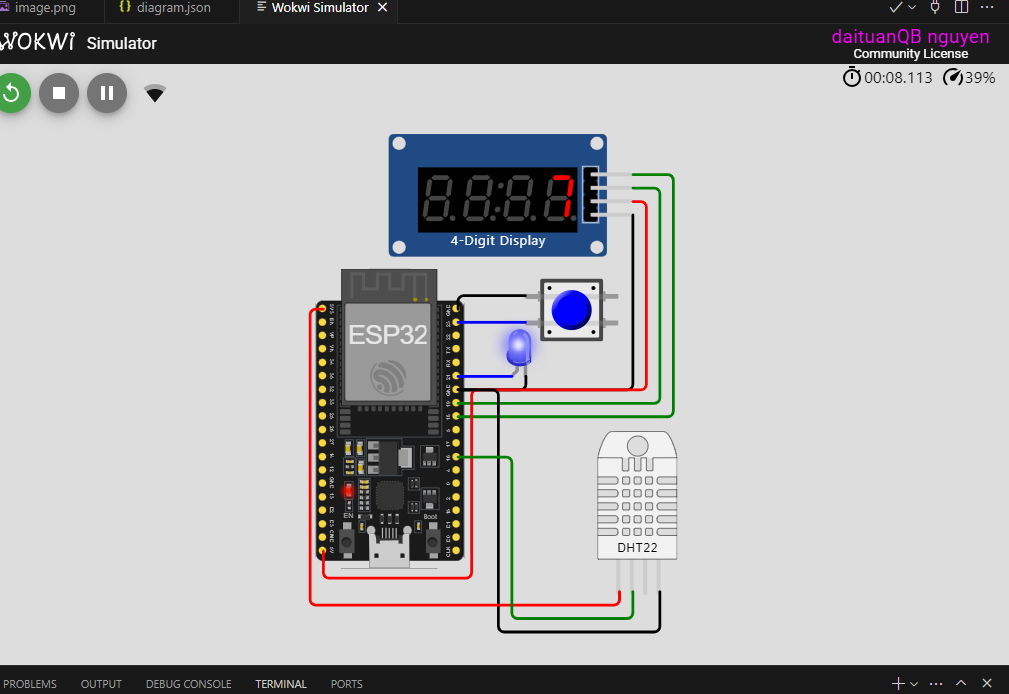 image.png
{} diagram.json
Wokwi Simulator
WOKWI Simulator
daituanQB nguyen
Community License
00:08.113 39%
7
4-Digit Display
ESP32
EN
Boot
DHT22
PROBLEMS OUTPUT DEBUG CONSOLE TERMINAL PORTS